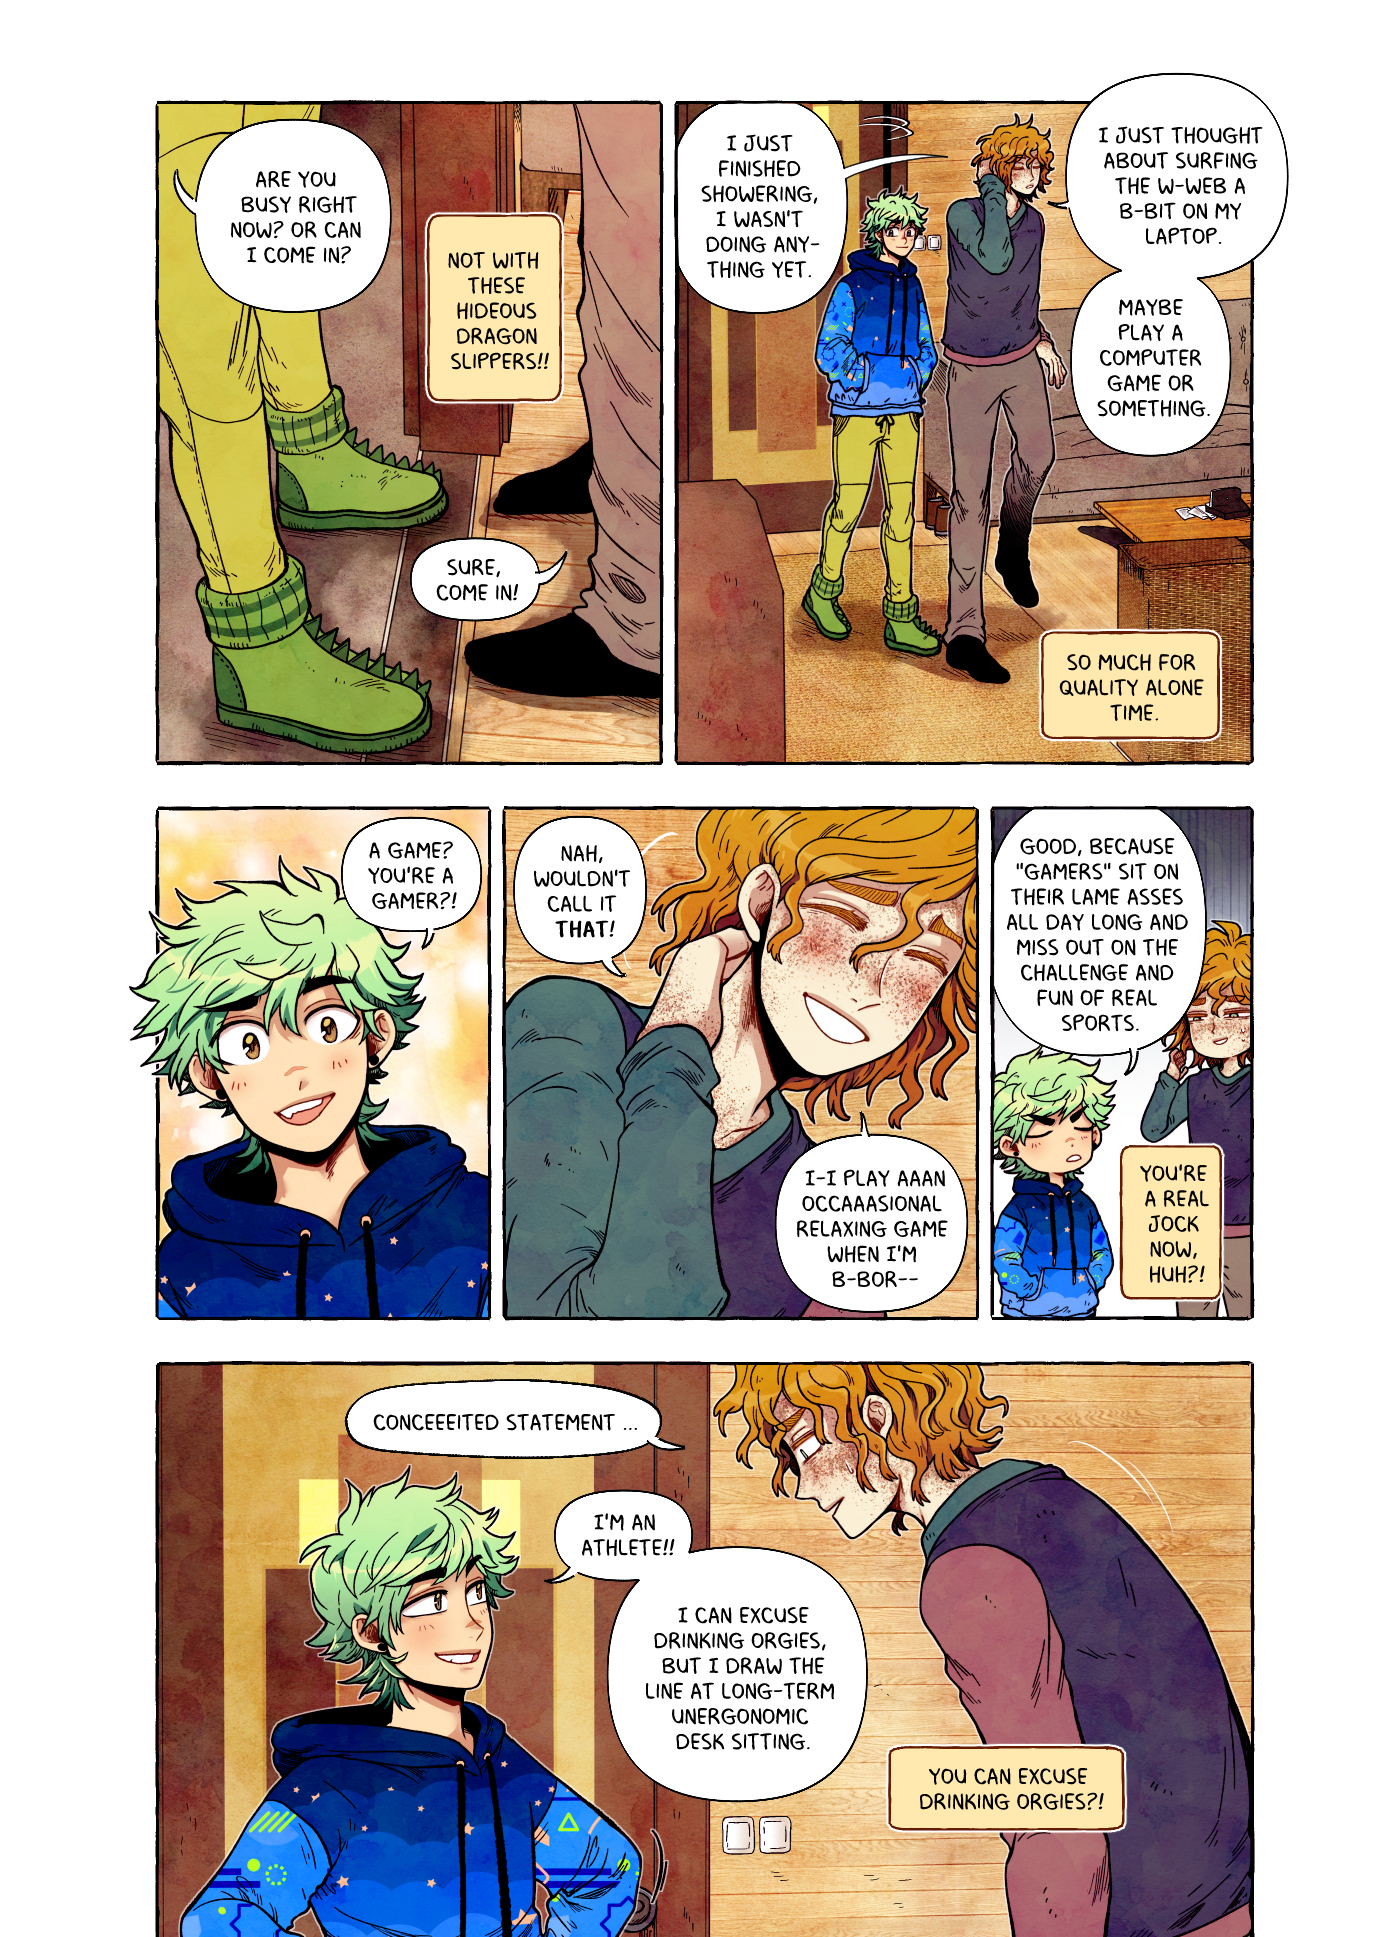 ARE YOU
BUSY RIGHT
NOW? OR CAN
I COME IN?
NOT WITH
THESE
HIDEOUS
DRAGON
SLIPPERS!!
SURE,
COME IN!
I JUST
FINISHED
SHOWERING,
I WASN'T
DOING ANY-
THING YET.
I JUST THOUGHT
ABOUT SURFING
THE W-WEB A
B-BIT ON MY
LAPTOP.
MAYBE
PLAY A
COMPUTER
GAME OR
SOMETHING.
SO MUCH FOR
QUALITY ALONE
TIME.
A GAME?
YOU'RE A
GAMER?!
NAH,
WOULDN'T
CALL IT
THAT!
I-I PLAY AAAN
OCCAAASIONAL
RELAXING GAME
WHEN I'M
B-BOR--
GOOD, BECAUSE
"GAMERS" SIT ON
THEIR LAME ASSES
ALL DAY LONG AND
MISS OUT ON THE
CHALLENGE AND
FUN OF REAL
SPORTS.
YOU'RE
A REAL
JOCK
NOW,
HUH?!
CONCEEEITED STATEMENT ...
I'M AN
ATHLETE!!
I CAN EXCUSE
DRINKING ORGIES,
BUT I DRAW THE
LINE AT LONG-TERM
UNERGONOMIC
DESK SITTING.
YOU CAN EXCUSE
DRINKING ORGIES?!